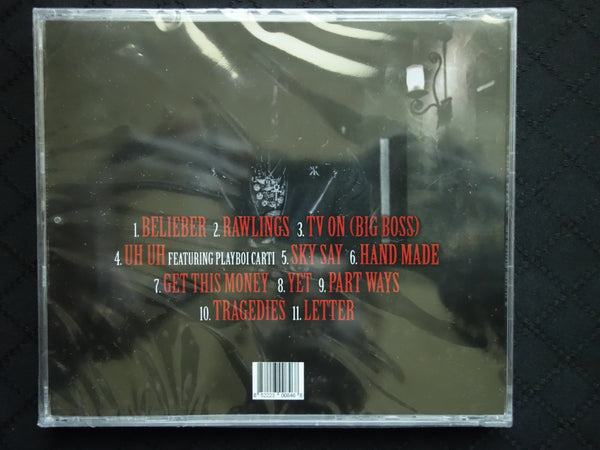 1. BELIEBER 2. RAWLINGS 3. TV ON (BIG BOSS)
4. UH UH FEATURING PLAYBOI CARTI 5. SKY SAY 6. HAND MADE
7. GET THIS MONEY 8. YET 9. PART WAYS
10. TRAGEDIES 11. LETTER